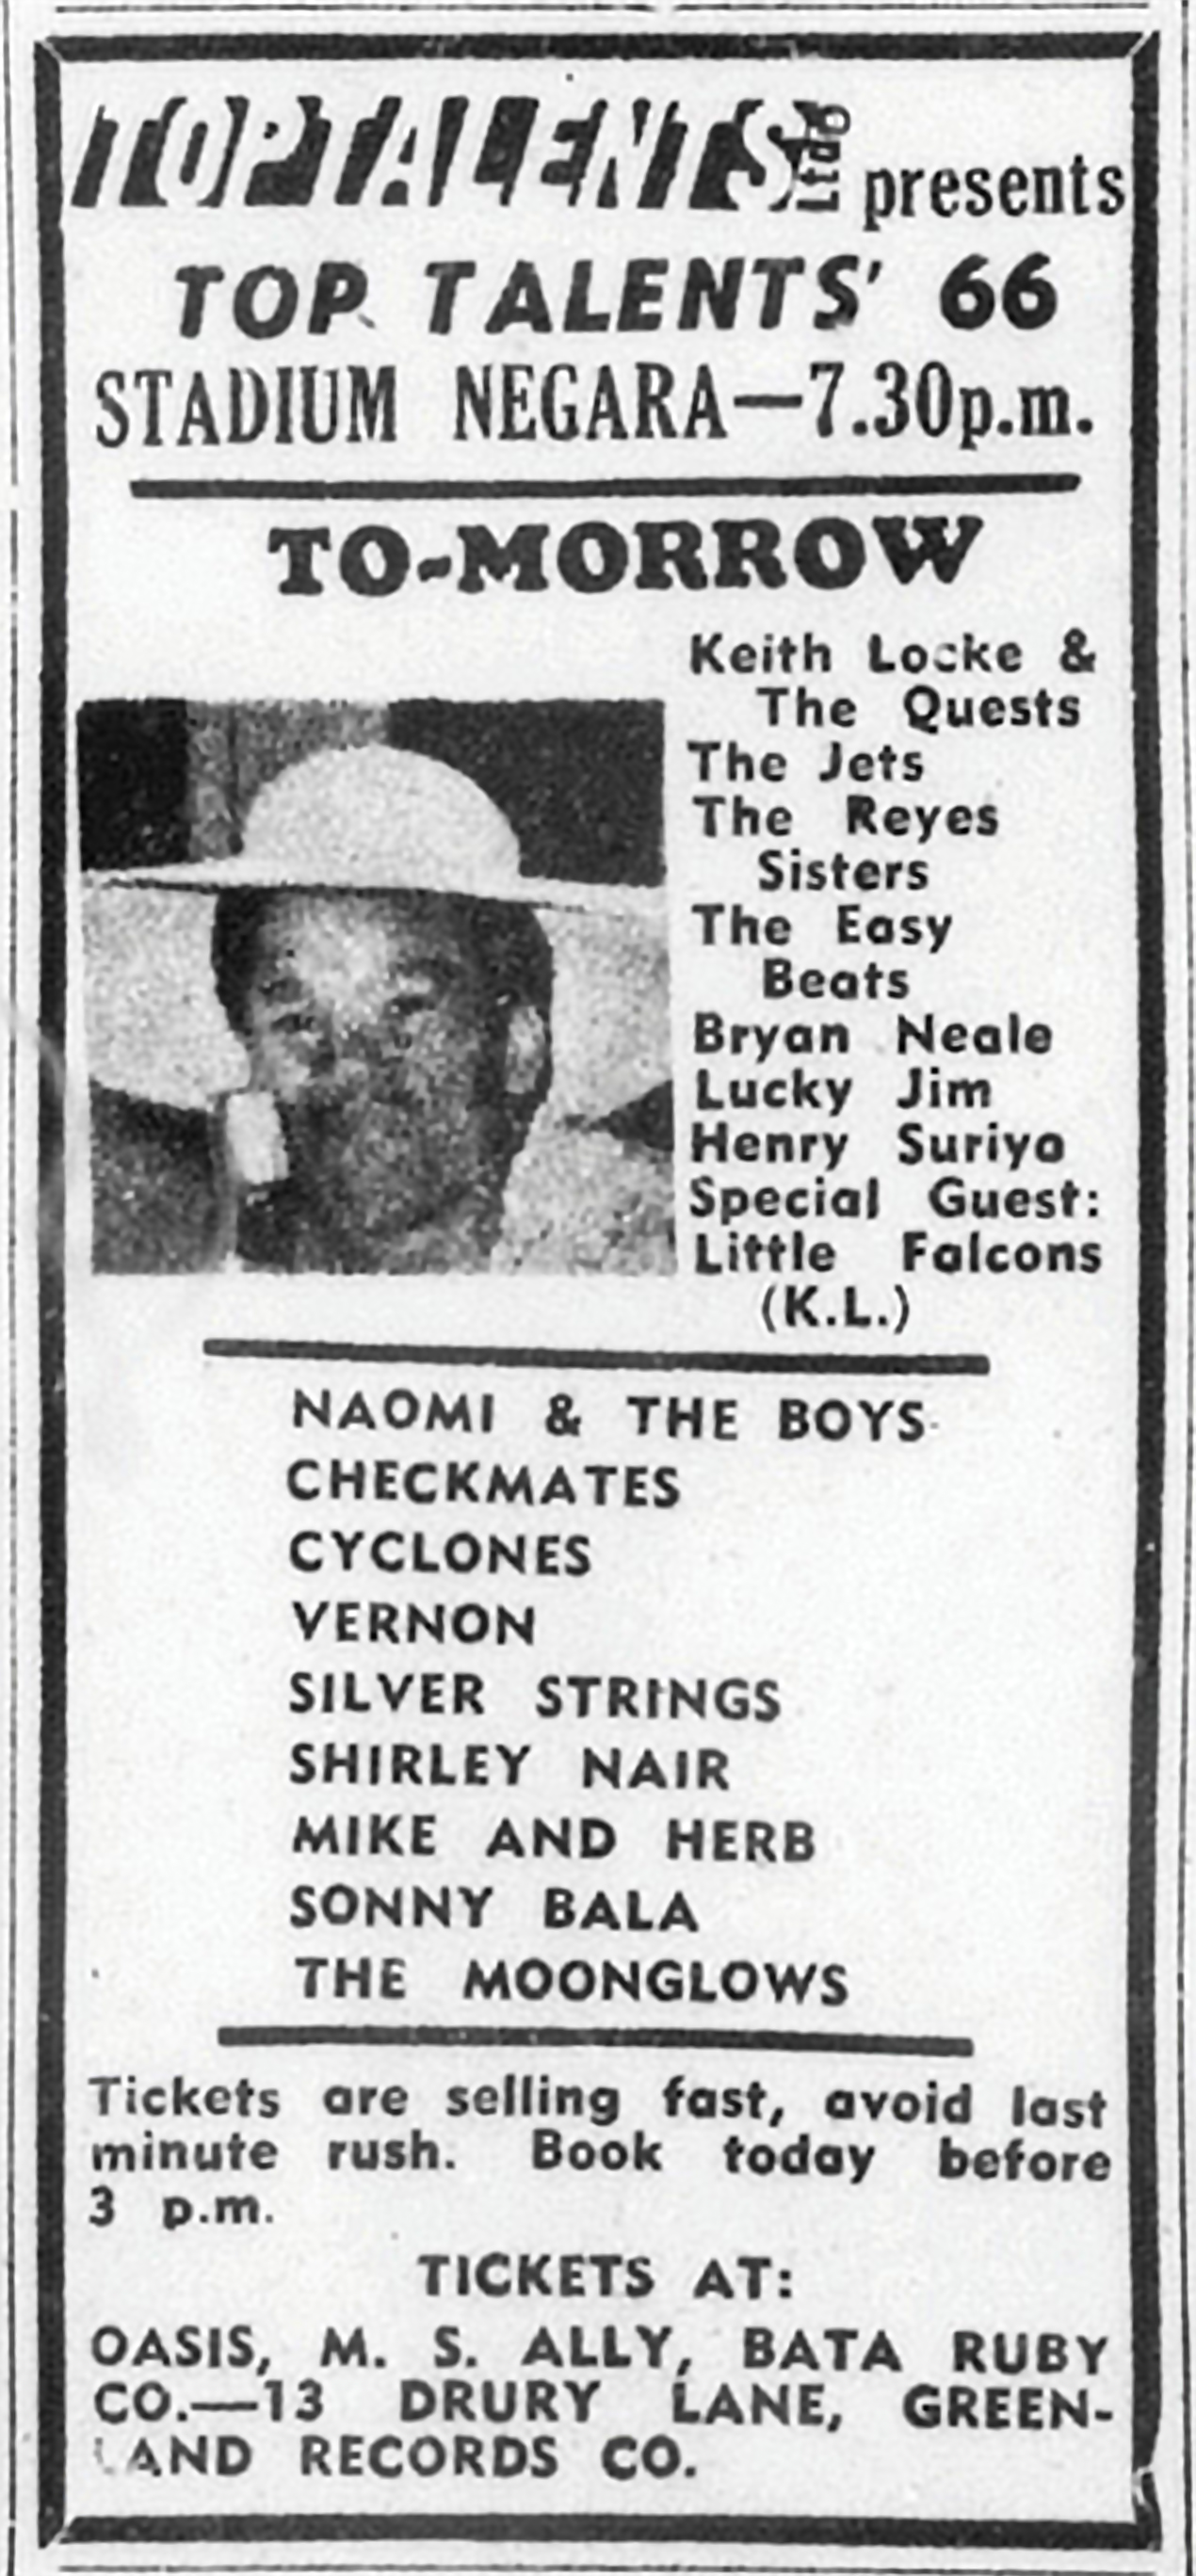 TOP TALENTS Ltd. presents
TOP TALENTS' 66
STADIUM NEGARA—7.30p.m.
TO-MORROW
Keith Locke &
The Quests
The Jets
The Reyes
Sisters
The Easy
Beats
Bryan Neale
Lucky Jim
Henry Suriya
Special Guest:
Little Falcons
(K.L.)
NAOMI & THE BOYS
CHECKMATES
CYCLONES
VERNON
SILVER STRINGS
SHIRLEY NAIR
MIKE AND HERB
SONNY BALA
THE MOONGLOWS
Tickets are selling fast, avoid last
minute rush. Book today before
3 p.m.
TICKETS AT:
OASIS, M. S. ALLY, BATA RUBY
CO.—13 DRURY LANE, GREEN-
LAND RECORDS CO.